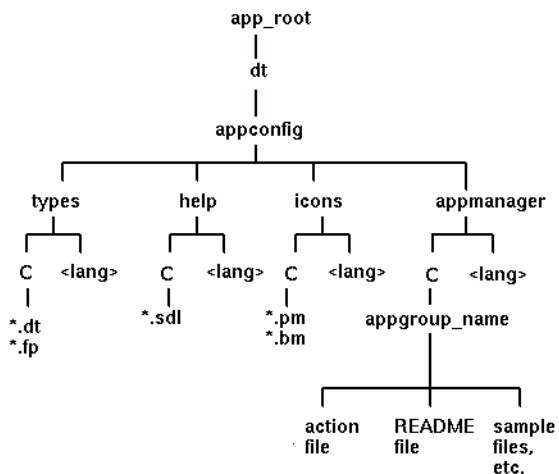 app_root
dt
appconfig
types help icons appmanager
C <lang> C <lang> C <lang> C <lang>
*.dt *.sdl *.pm appgroup_name
*.fp *.bm
action README sample
file file files,
etc.